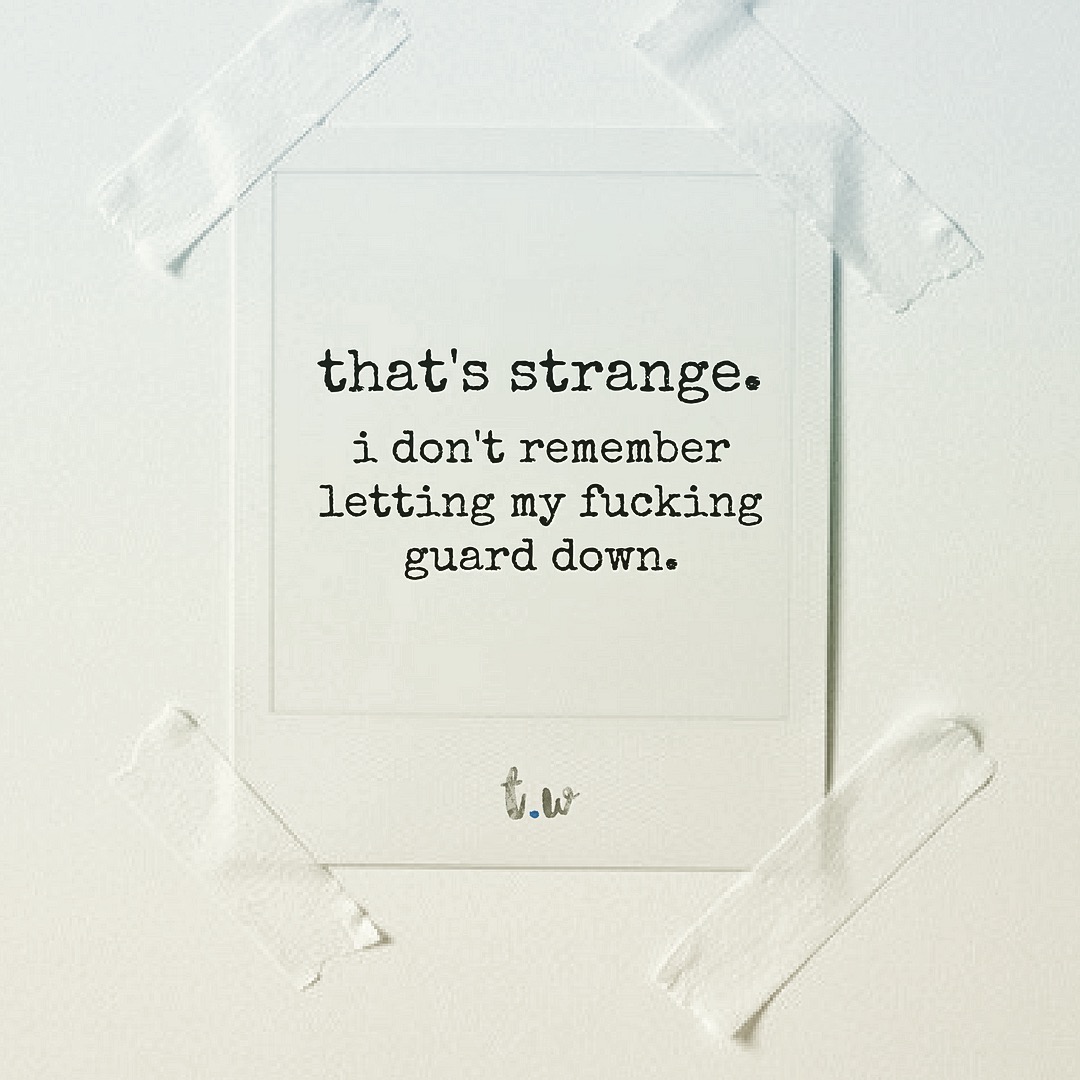 that's strange.
i don't remember
letting my fucking
guard down.
t.w